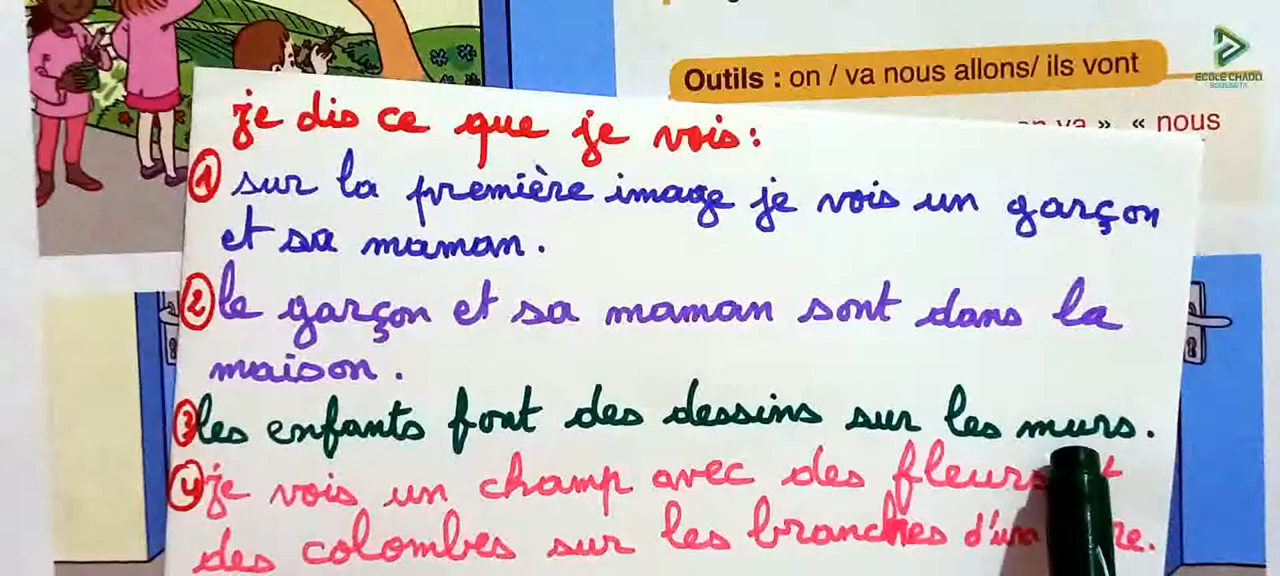 Outils : on / va nous allons/ ils vont
ECOLE CHADLI
va » « nous
je dis ce que je vois:
1 sur la première image je vois un garçon
et sa maman.
2 le garçon et sa maman sont dans la
maison.
3 les enfants font des dessins sur les murs.
4 je vois un champ avec des fleurs
des colombes sur les branches